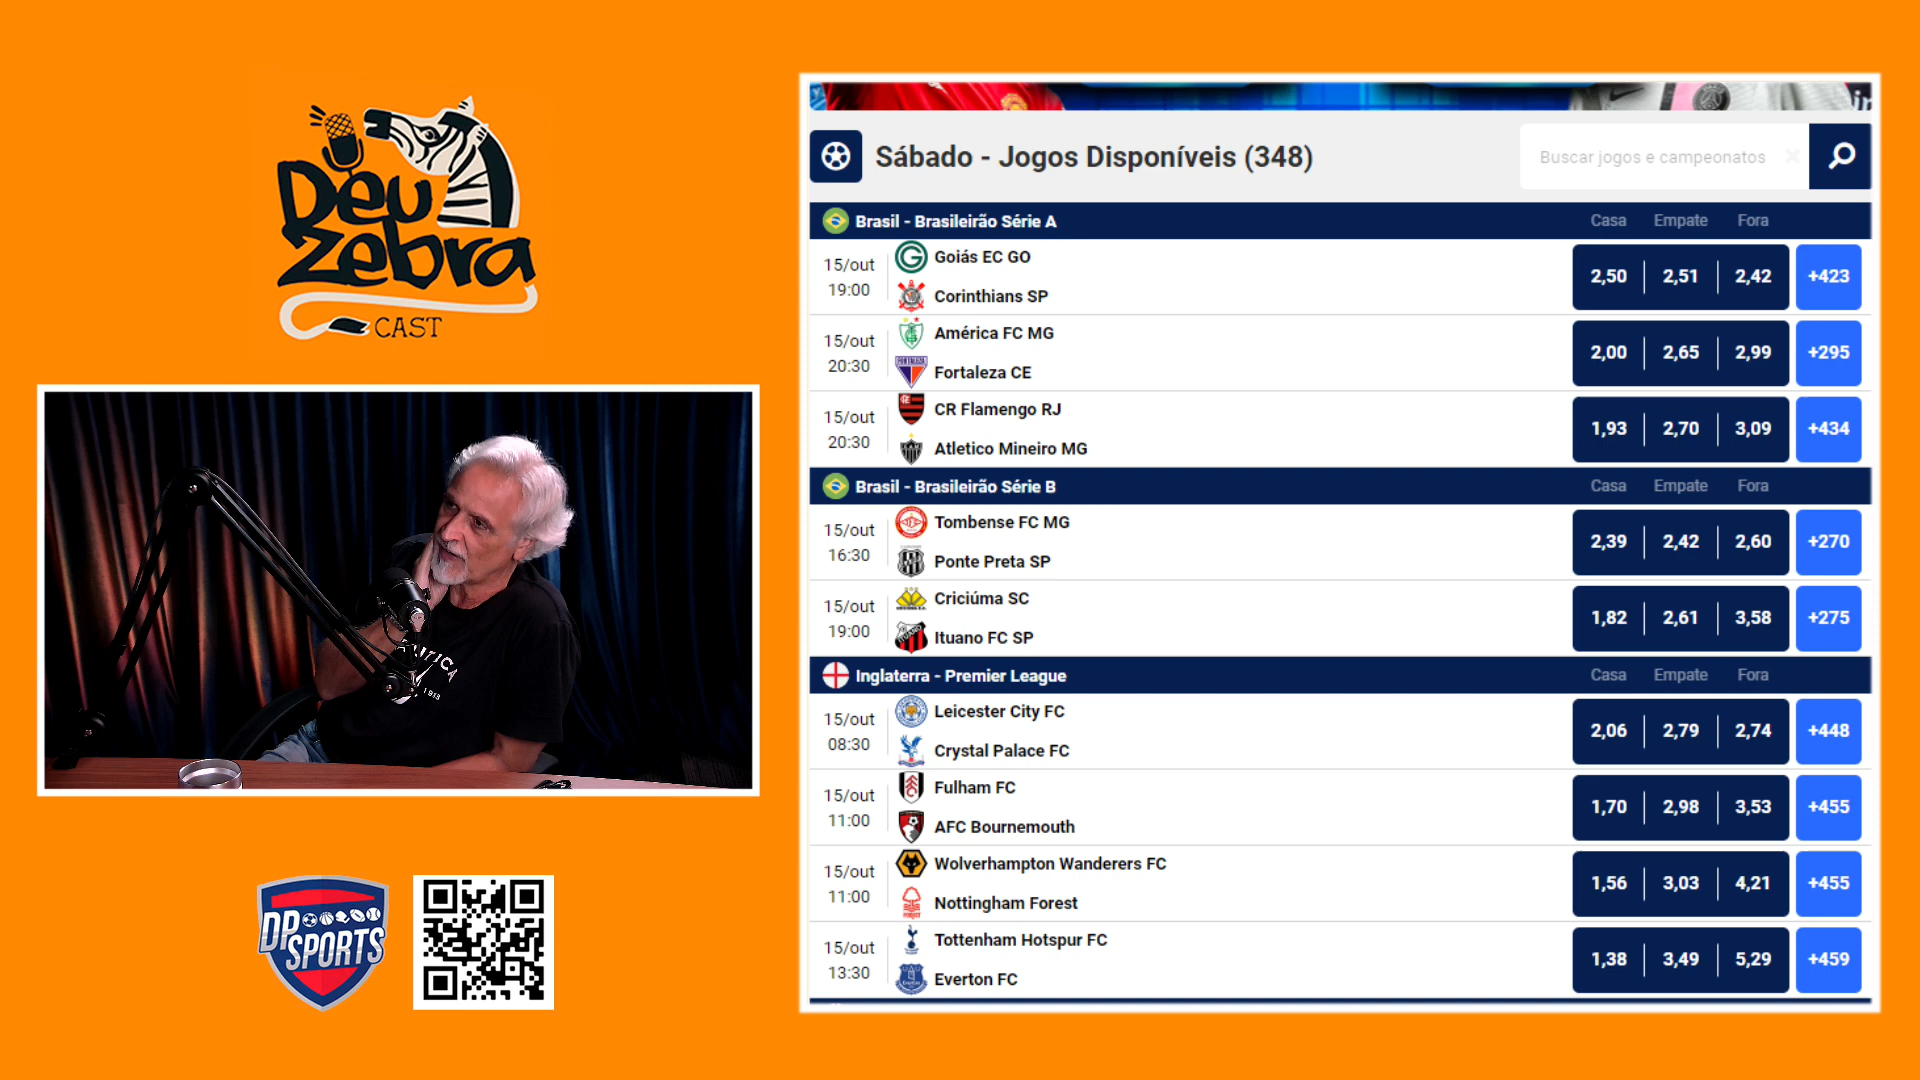 Deu
Zebra
CAST
DP
SPORTS
1913
Sábado - Jogos Disponíveis (348)
Buscar jogos e campeonatos
Brasil - Brasileirão Série A Casa Empate Fora
15/out 19:00 Goiás EC GO Corinthians SP 2,50 2,51 2,42 +423
15/out 20:30 América FC MG Fortaleza CE 2,00 2,65 2,99 +295
15/out 20:30 CR Flamengo RJ Atletico Mineiro MG 1,93 2,70 3,09 +434
Brasil - Brasileirão Série B Casa Empate Fora
15/out 16:30 Tombense FC MG Ponte Preta SP 2,39 2,42 2,60 +270
15/out 19:00 Criciúma SC Ituano FC SP 1,82 2,61 3,58 +275
Inglaterra - Premier League Casa Empate Fora
15/out 08:30 Leicester City FC Crystal Palace FC 2,06 2,79 2,74 +448
15/out 11:00 Fulham FC AFC Bournemouth 1,70 2,98 3,53 +455
15/out 11:00 Wolverhampton Wanderers FC Nottingham Forest 1,56 3,03 4,21 +455
15/out 13:30 Tottenham Hotspur FC Everton FC 1,38 3,49 5,29 +459